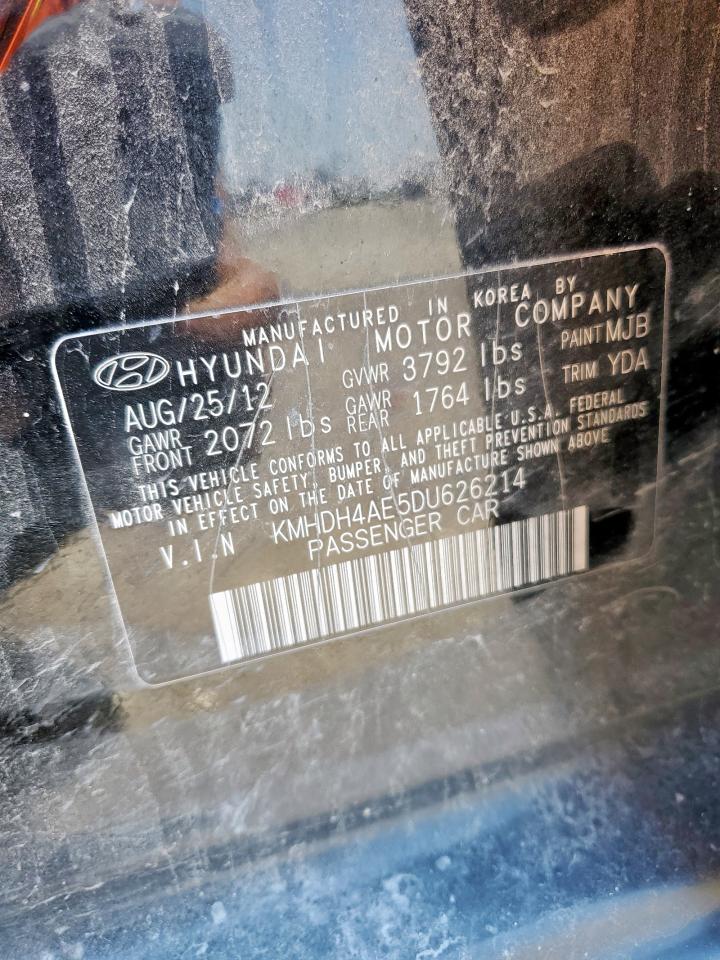 MANUFACTURED IN KOREA BY
HYUNDAI MOTOR COMPANY
AUG/25/12 GVWR 3792 lbs PAINT MJB
GAWR FRONT 2072 lbs GAWR REAR 1764 lbs TRIM YDA
THIS VEHICLE CONFORMS TO ALL APPLICABLE U.S.A. FEDERAL
MOTOR VEHICLE SAFETY, BUMPER, AND THEFT PREVENTION STANDARDS
IN EFFECT ON THE DATE OF MANUFACTURE SHOWN ABOVE
V.I.N KMHDH4AE5DU626214
PASSENGER CAR